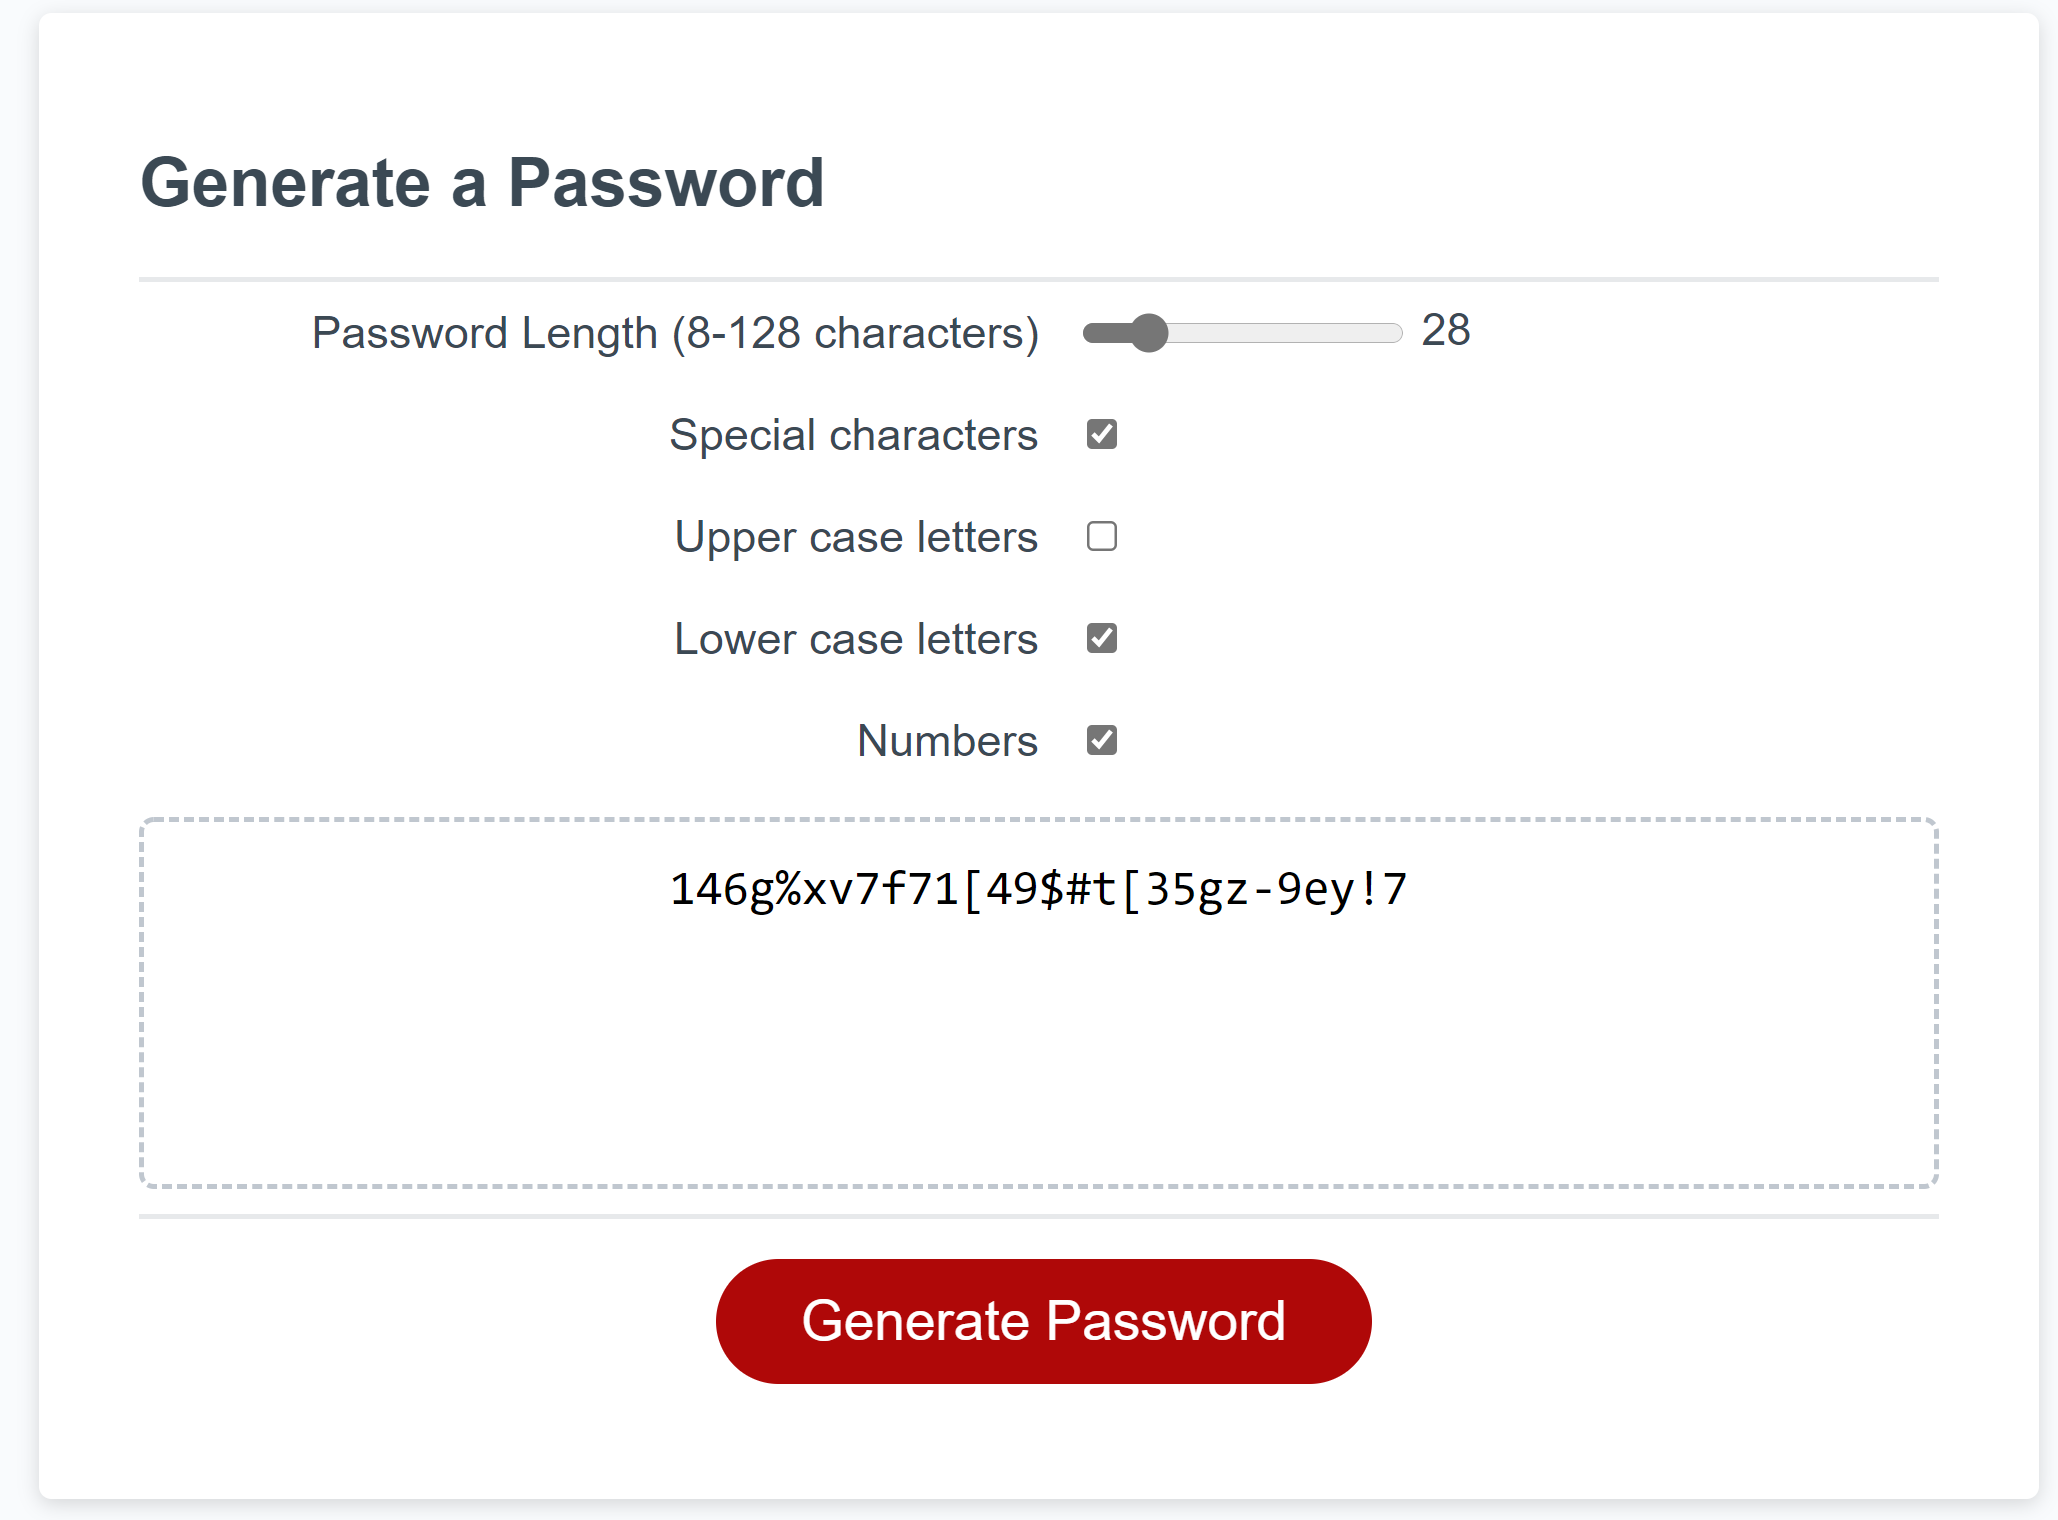 Generate a Password
Password Length (8-128 characters) 28
Special characters
Upper case letters
Lower case letters
Numbers
146g%xv7f71[49$#t[35gz-9ey!7
Generate Password